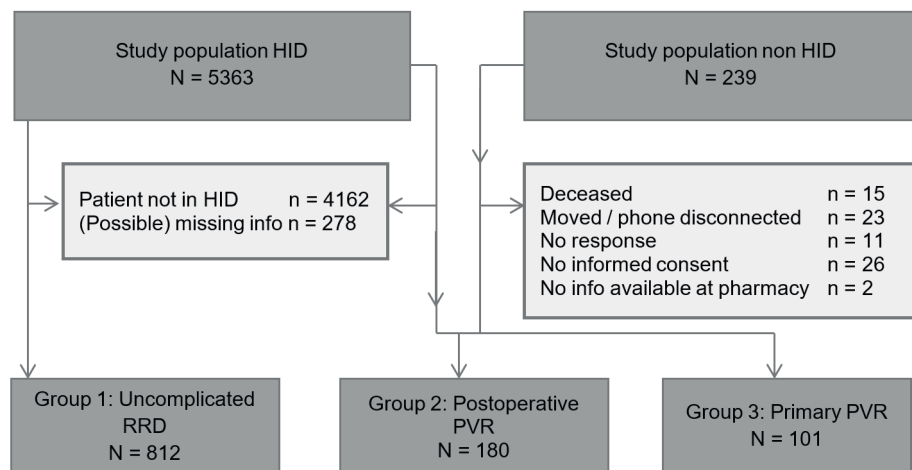 Study population HID
N = 5363
Study population non HID
N = 239
Patient not in HID n = 4162
(Possible) missing info n = 278
Deceased n = 15
Moved / phone disconnected n = 23
No response n = 11
No informed consent n = 26
No info available at pharmacy n = 2
Group 1: Uncomplicated
RRD
N = 812
Group 2: Postoperative
PVR
N = 180
Group 3: Primary PVR
N = 101